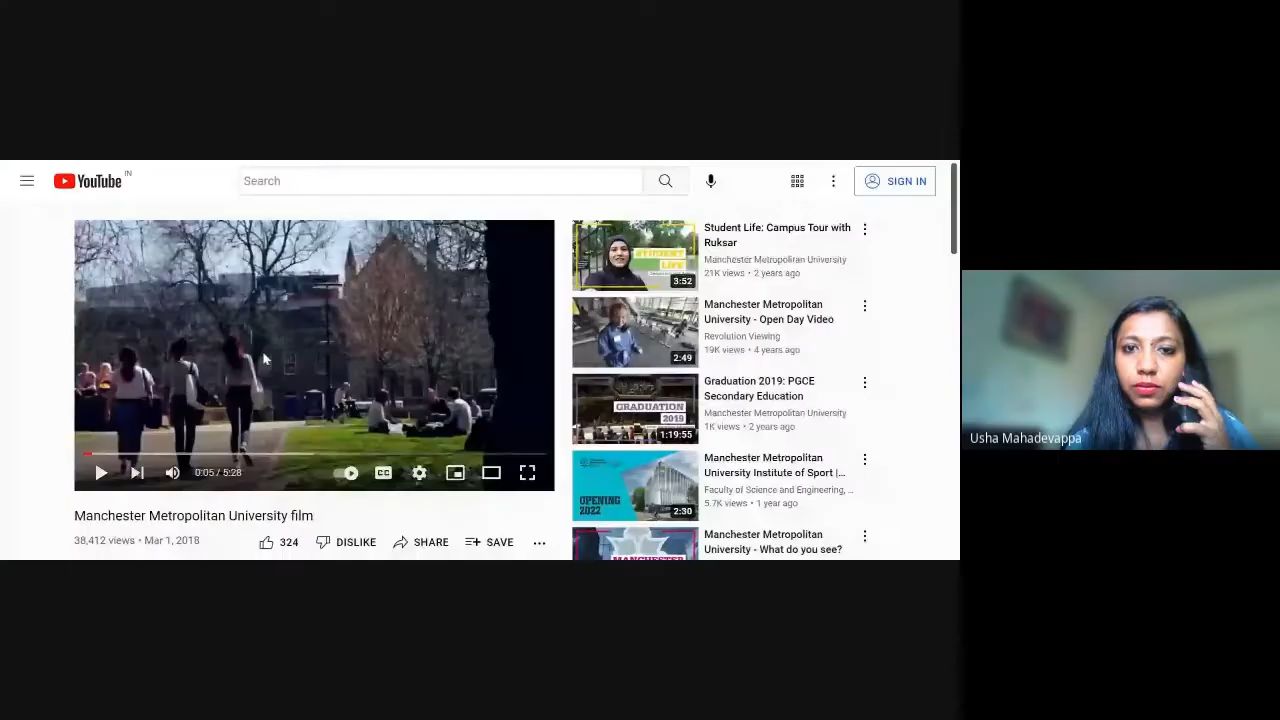 YouTube IN
Search
SIGN IN
0:05 / 5:28
Manchester Metropolitan University film
38,412 views • Mar 1, 2018
324
DISLIKE
SHARE
SAVE
STUDENT
LIFE
3:52
Student Life: Campus Tour with
Ruksar
Manchester Metropolitan University
21K views • 2 years ago
2:49
Manchester Metropolitan
University - Open Day Video
Revolution Viewing
19K views • 4 years ago
GRADUATION
2019
1:19:55
Graduation 2019: PGCE
Secondary Education
Manchester Metropolitan University
1K views • 2 years ago
OPENING
2022
2:30
Manchester Metropolitan
University Institute of Sport |...
Faculty of Science and Engineering, ...
5.7K views • 1 year ago
MANCHESTER
Manchester Metropolitan
University - What do you see?
Usha Mahadevappa